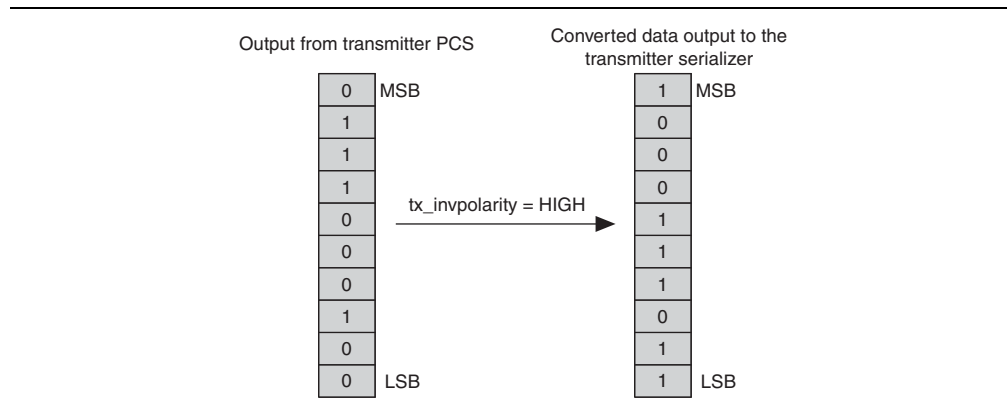 Output from transmitter PCS
Converted data output to the
transmitter serializer
0 MSB 1 MSB
1 0
1 0
1 0
tx_invpolarity = HIGH
0 1
0 1
0 1
1 0
0 1
0 LSB 1 LSB